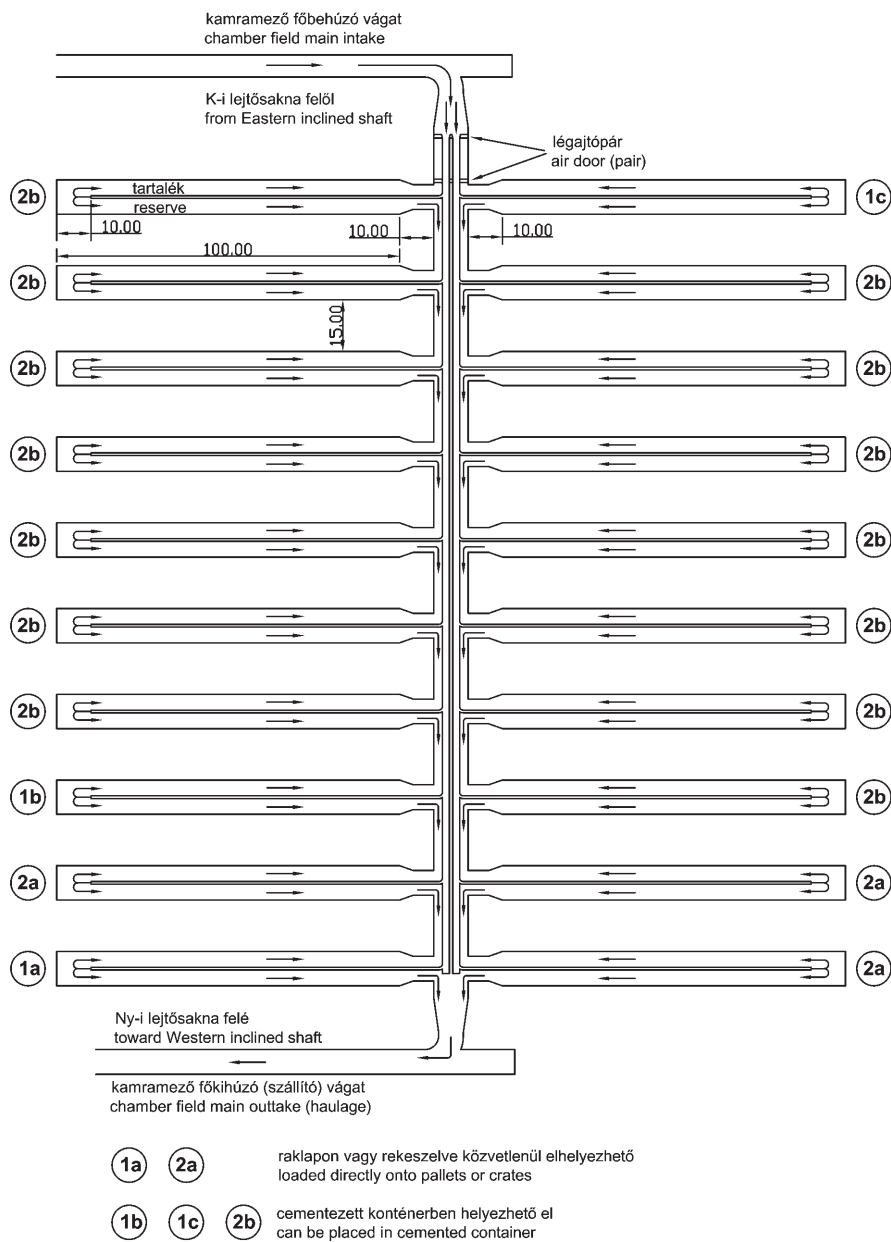 kamramező főbehúzó vágat
chamber field main intake
K-i lejtősakna felől
from Eastern inclined shaft
légajtópár
air door (pair)
2b
tartalék
reserve
1c
10.00
10.00
10.00
100.00
2b
2b
15.00
2b
2b
2b
2b
2b
2b
2b
2b
2b
2b
1b
2b
2a
2a
1a
2a
Ny-i lejtősakna felé
toward Western inclined shaft
kamramező főkihúzó (szállító) vágat
chamber field main outtake (haulage)
1a 2a raklapon vagy rekeszelve közvetlenül elhelyezhető
loaded directly onto pallets or crates
1b 1c 2b cementezett konténerben helyezhető el
can be placed in cemented container